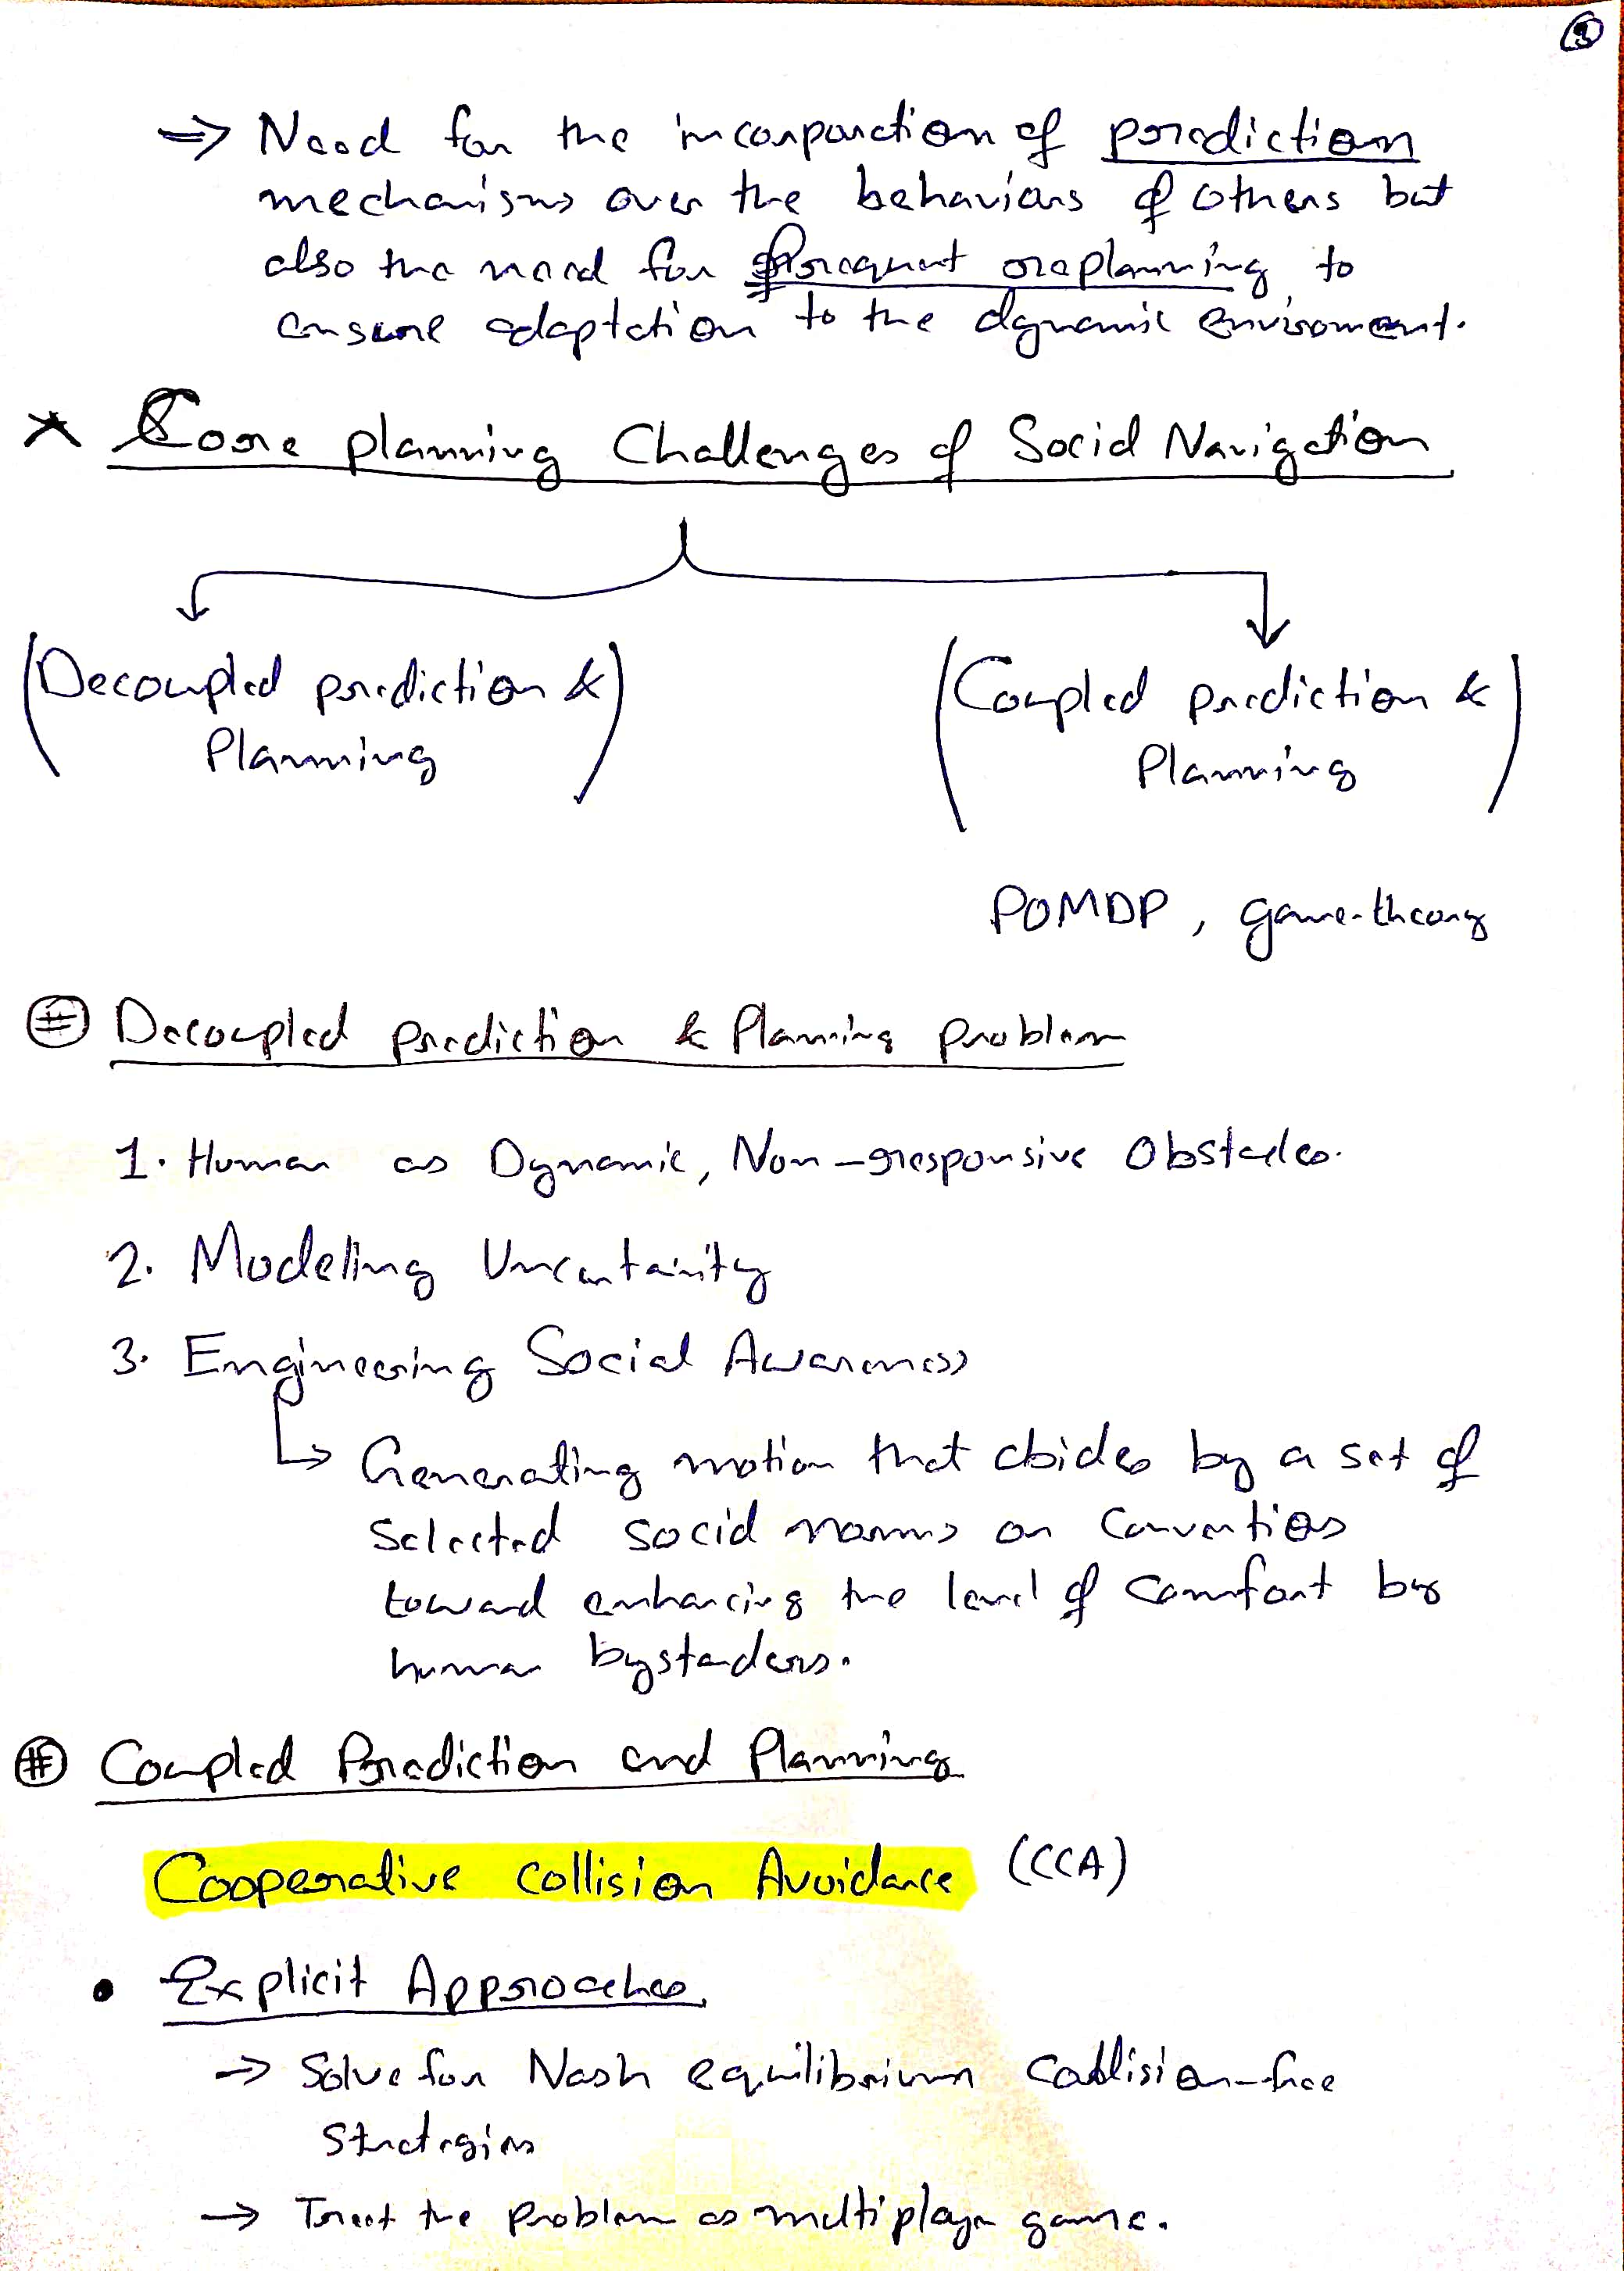 ⇒ Need for the incorporation of prediction
mechanisms over the behaviors of others but
also the need for frequent replanning to
ensure adaptation to the dynamic enviroment.
* Core planning Challenges of Social Navigation
(Decoupled prediction &
Planning)
(Coupled prediction &
Planning)
POMDP, game-theory
# Decoupled prediction & Planning problem
1. Human as Dynamic, Non-responsive Obstacles.
2. Modeling Uncertainity
3. Engineering Social Awareness
↳ Generating motion that abides by a set of
selected social norms or Conventios
toward enhancing the level of comfort by
human bystanders.
# Coupled Prediction and Planning
Cooperative Collision Avoidance (CCA)
• Explicit Approaches
→ Solve for Nash equilibrium Collision-free
Strategies
→ Treat the problem as multiplayer game.